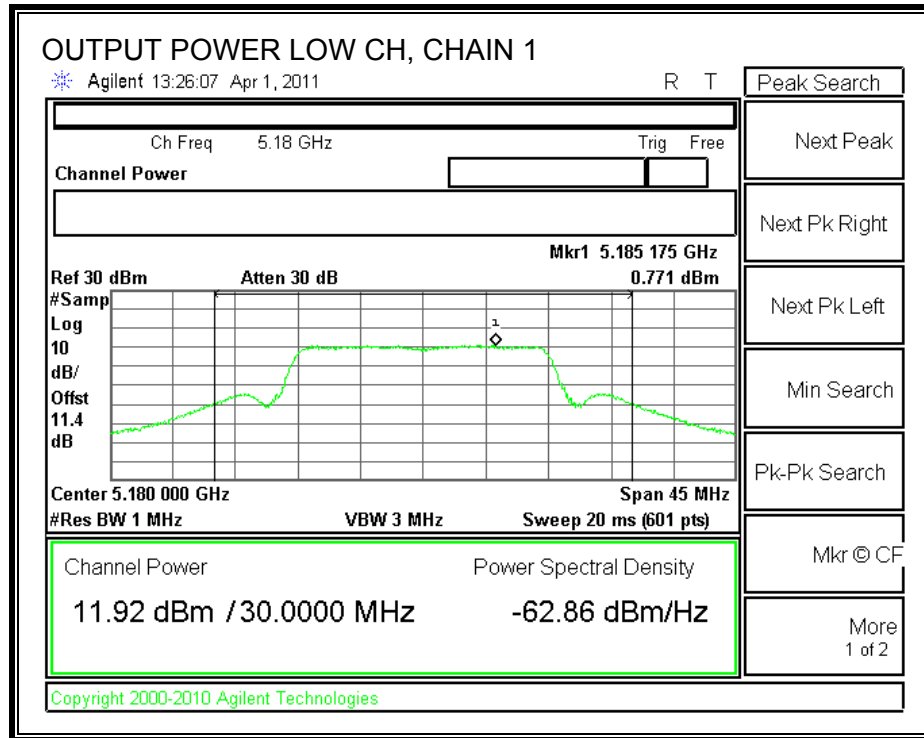 OUTPUT POWER LOW CH, CHAIN 1
Agilent 13:26:07 Apr 1, 2011 R T
Peak Search
Ch Freq 5.18 GHz Trig Free
Channel Power
Next Peak
Next Pk Right
Mkr1 5.185 175 GHz
Ref 30 dBm Atten 30 dB 0.771 dBm
#Samp
Log
10
dB/
Offst
11.4
dB
1
Next Pk Left
Min Search
Pk-Pk Search
Center 5.180 000 GHz Span 45 MHz
#Res BW 1 MHz VBW 3 MHz Sweep 20 ms (601 pts)
Channel Power Power Spectral Density
11.92 dBm / 30.0000 MHz -62.86 dBm/Hz
Mkr © CF
More
1 of 2
Copyright 2000-2010 Agilent Technologies